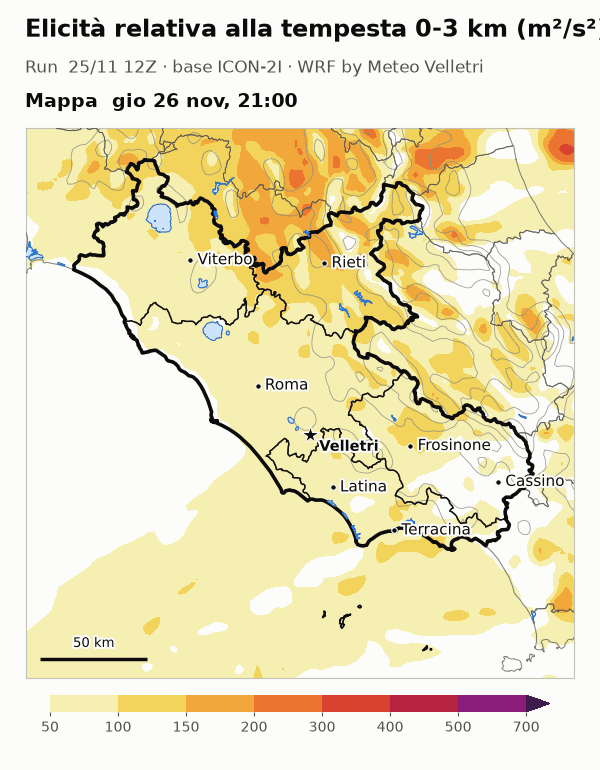 Elicità relativa alla tempesta 0-3 km (m²/s²)
Run  25/11 12Z · base ICON-2I · WRF by Meteo Velletri
Mappa  gio 26 nov, 21:00
Viterbo
Rieti
Roma
Velletri
Frosinone
Latina
Cassino
Terracina
50 km
50 100 150 200 300 400 500 700